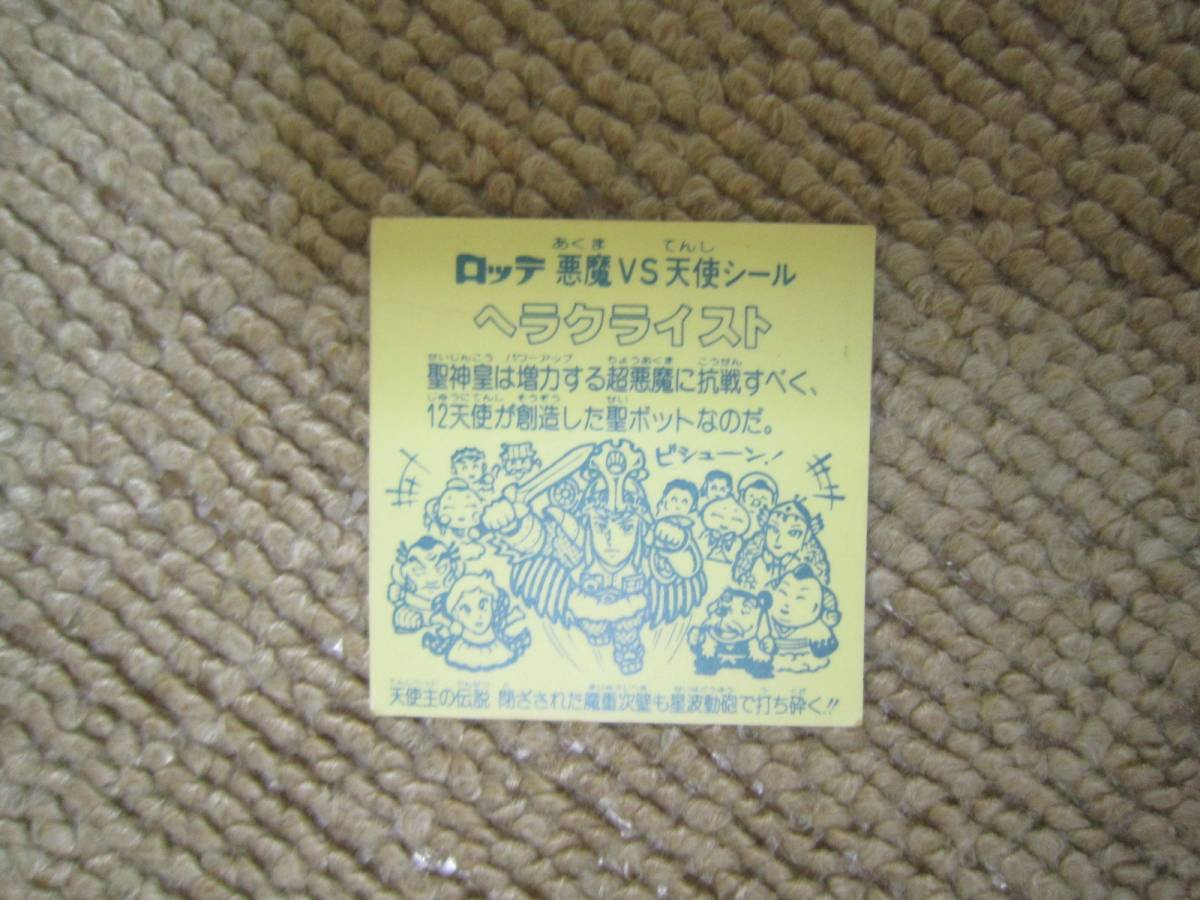 ロッテ 悪魔VS天使シール
ヘラクライスト
聖神皇は増力する超悪魔に抗戦すべく、
12天使が創造した聖ボットなのだ。
ビシューン!
天使主の伝説 閉ざされた魔重次壁も星波動砲で打ち砕く!!